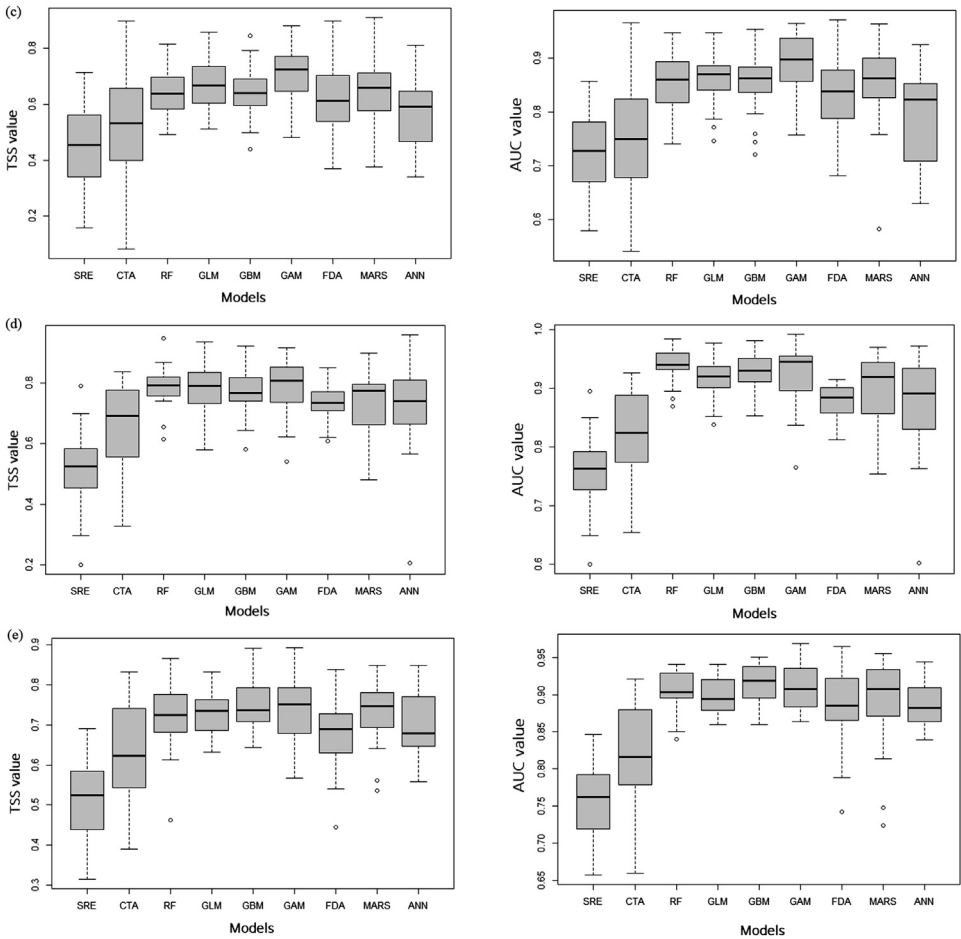 (c)
TSS value
0.8
0.6
0.4
0.2
SRE CTA RF GLM GBM GAM FDA MARS ANN
Models
AUC value
0.9
0.8
0.7
0.6
SRE CTA RF GLM GBM GAM FDA MARS ANN
Models
(d)
TSS value
0.8
0.6
0.4
0.2
SRE CTA RF GLM GBM GAM FDA MARS ANN
Models
AUC value
1.0
0.9
0.8
0.7
0.6
SRE CTA RF GLM GBM GAM FDA MARS ANN
Models
(e)
TSS value
0.9
0.8
0.7
0.6
0.5
0.4
0.3
SRE CTA RF GLM GBM GAM FDA MARS ANN
Models
AUC value
0.95
0.90
0.85
0.80
0.75
0.70
0.65
SRE CTA RF GLM GBM GAM FDA MARS ANN
Models